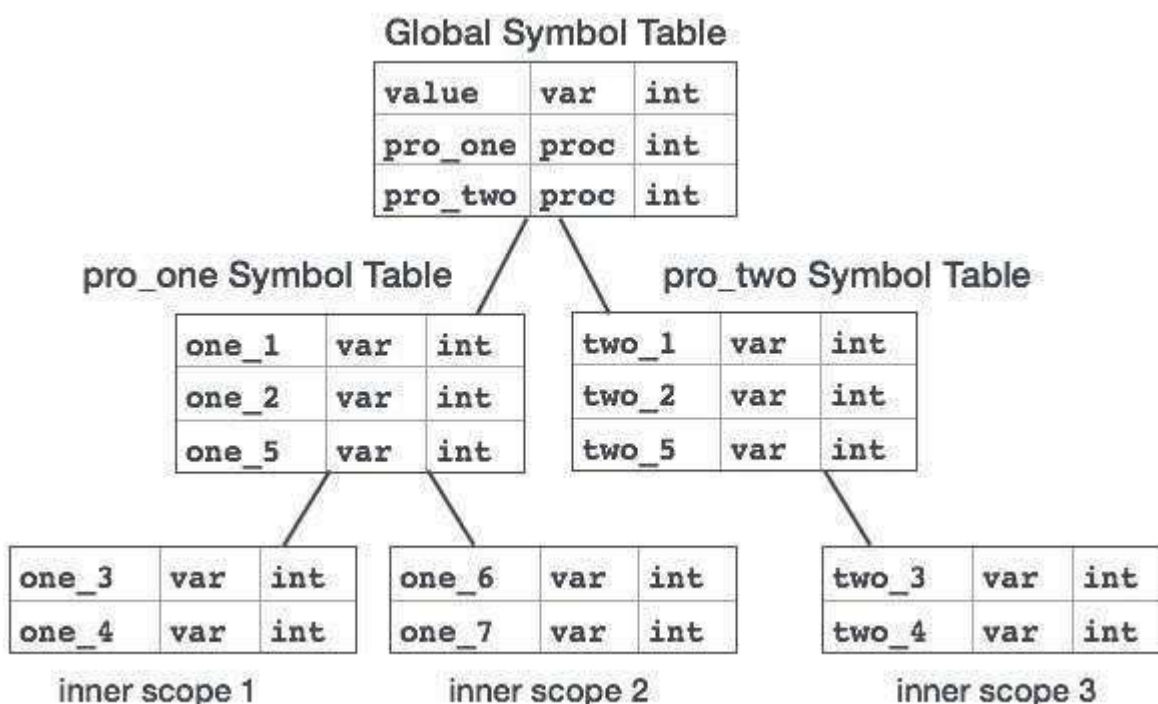 Global Symbol Table
value var int
pro_one proc int
pro_two proc int
pro_one Symbol Table
pro_two Symbol Table
one_1 var int
one_2 var int
one_5 var int
two_1 var int
two_2 var int
two_5 var int
one_3 var int
one_4 var int
one_6 var int
one_7 var int
two_3 var int
two_4 var int
inner scope 1
inner scope 2
inner scope 3